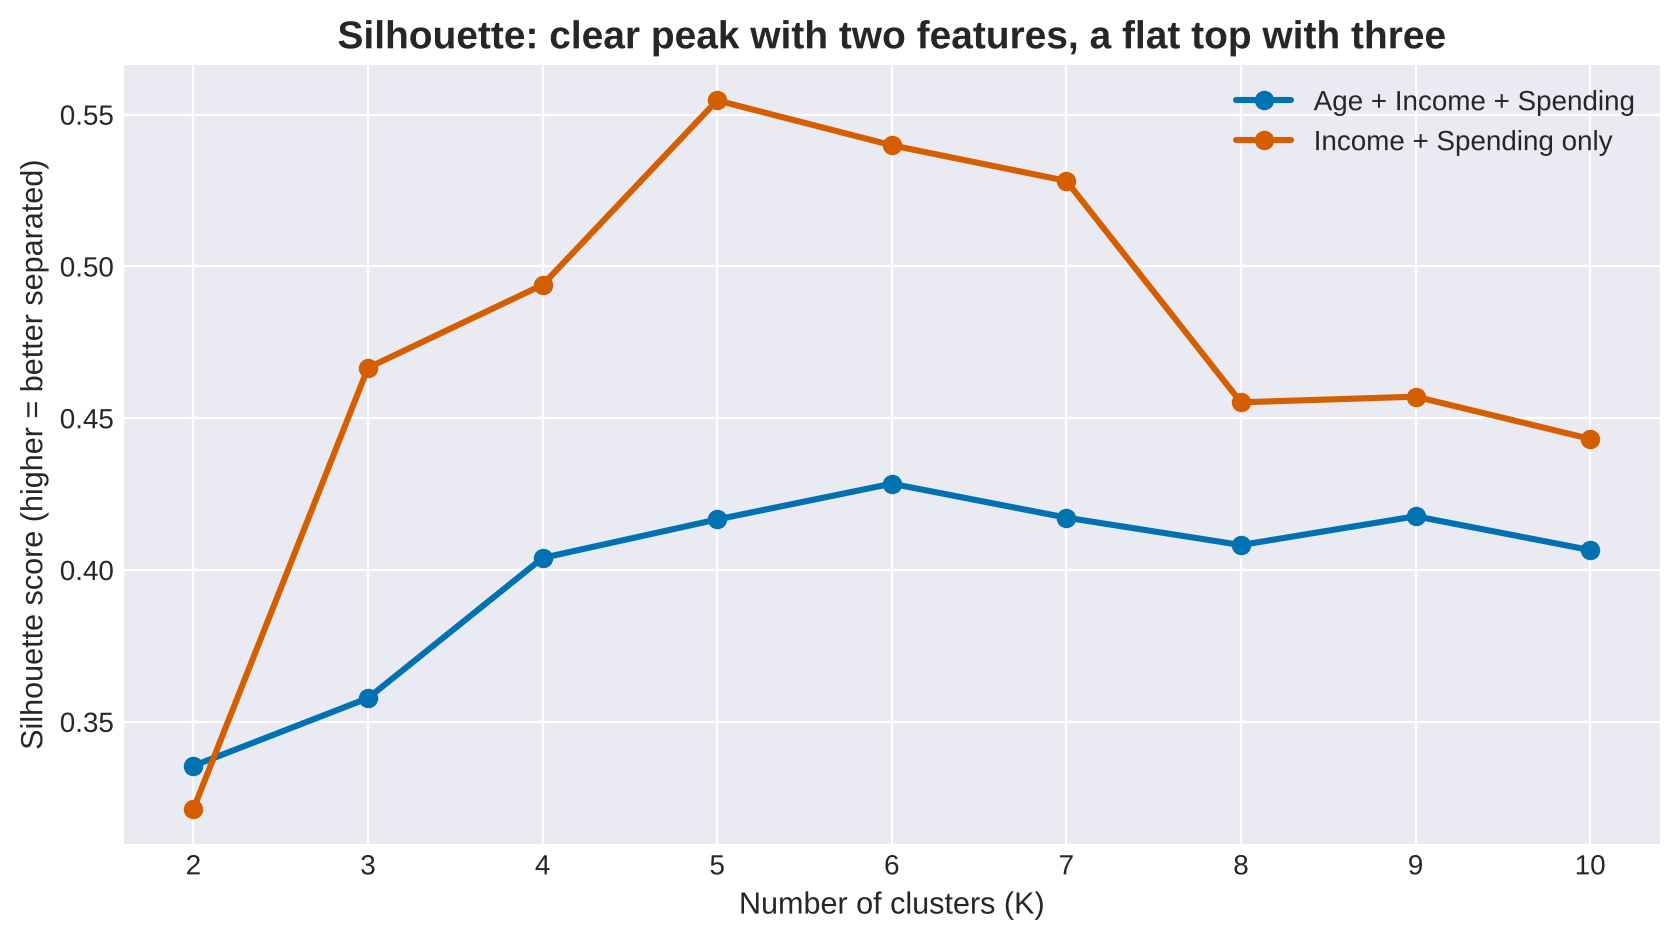 Silhouette: clear peak with two features, a flat top with three
Age + Income + Spending
Income + Spending only
Silhouette score (higher = better separated)
0.55
0.50
0.45
0.40
0.35
2 3 4 5 6 7 8 9 10
Number of clusters (K)